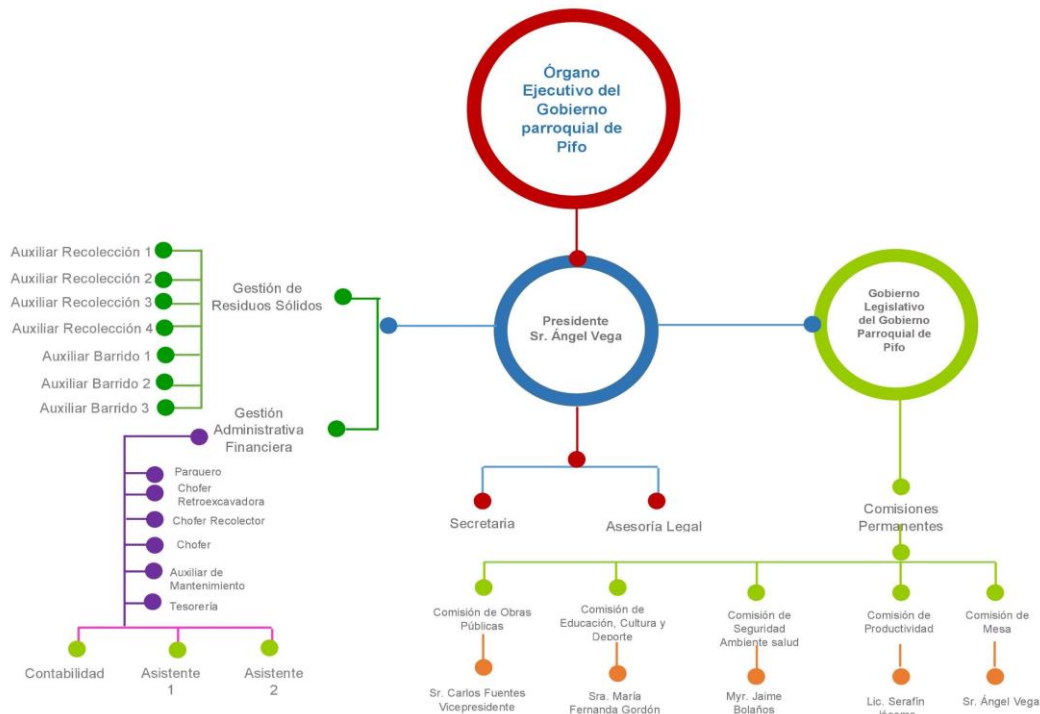 Órgano
Ejecutivo del
Gobierno
parroquial de
Pifo
Presidente
Sr. Ángel Vega
Gobierno
Legislativo
del Gobierno
Parroquial de
Pifo
Gestión de
Residuos Sólidos
Auxiliar Recolección 1
Auxiliar Recolección 2
Auxiliar Recolección 3
Auxiliar Recolección 4
Auxiliar Barrido 1
Auxiliar Barrido 2
Auxiliar Barrido 3
Gestión
Administrativa
Financiera
Parquero
Chofer
Retroexcavadora
Chofer Recolector
Chofer
Auxiliar de
Mantenimiento
Tesorería
Contabilidad
Asistente
1
Asistente
2
Secretaria
Asesoría Legal
Comisiones
Permanentes
Comisión de Obras
Públicas
Comisión de
Educación, Cultura y
Deporte
Comisión de
Seguridad
Ambiente salud
Comisión de
Productividad
Comisión de
Mesa
Sr. Carlos Fuentes
Vicepresidente
Sra. María
Fernanda Gordón
Myr. Jaime
Bolaños
Lic. Serafín
Sr. Ángel Vega